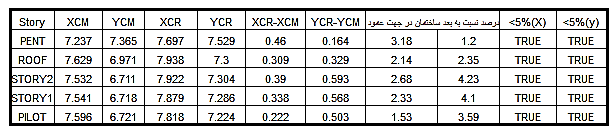 Story XCM YCM XCR YCR XCR-XCM YCR-YCM درصد نسبت به بعد ساختمان در جهت عمود <5%(X) <5%(y)
PENT 7.237 7.365 7.697 7.529 0.46 0.164 3.18 1.2 TRUE TRUE
ROOF 7.629 6.971 7.938 7.3 0.309 0.329 2.14 2.35 TRUE TRUE
STORY2 7.532 6.711 7.922 7.304 0.39 0.593 2.68 4.23 TRUE TRUE
STORY1 7.541 6.718 7.879 7.286 0.338 0.568 2.33 4.1 TRUE TRUE
PILOT 7.596 6.721 7.818 7.224 0.222 0.503 1.53 3.59 TRUE TRUE